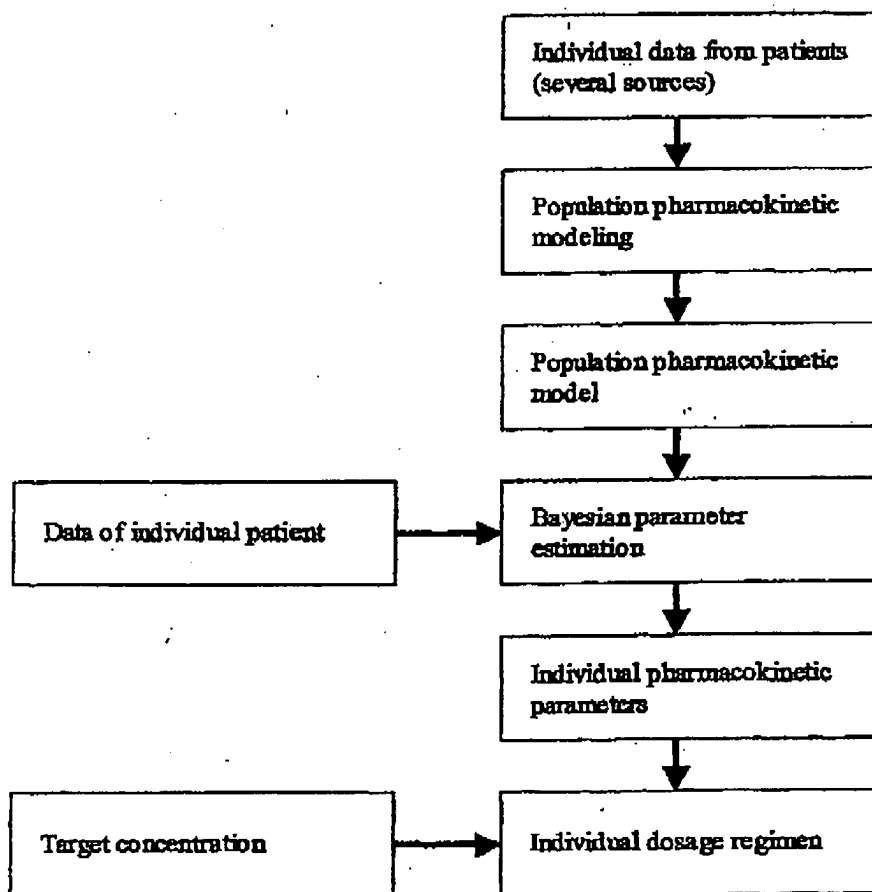 Individual data from patients
(several sources)
Population pharmacokinetic
modeling
Population pharmacokinetic
model
Data of individual patient
Bayesian parameter
estimation
Individual pharmacokinetic
parameters
Target concentration
Individual dosage regimen